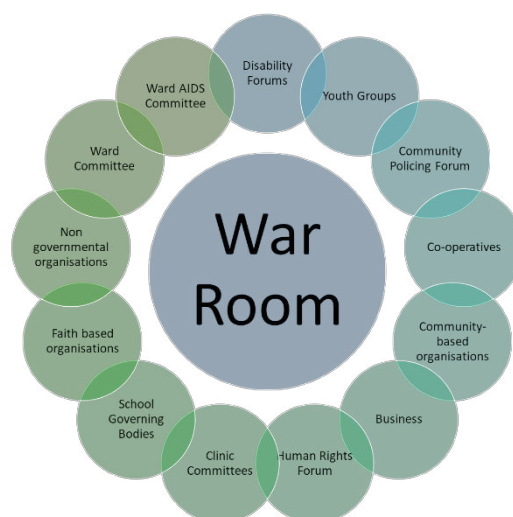 War
Room
Disability
Forums
Youth Groups
Community
Policing Forum
Co-operatives
Community-
based
organisations
Business
Human Rights
Forum
Clinic
Committees
School
Governing
Bodies
Faith based
organisations
Non
governmental
organisations
Ward
Committee
Ward AIDS
Committee